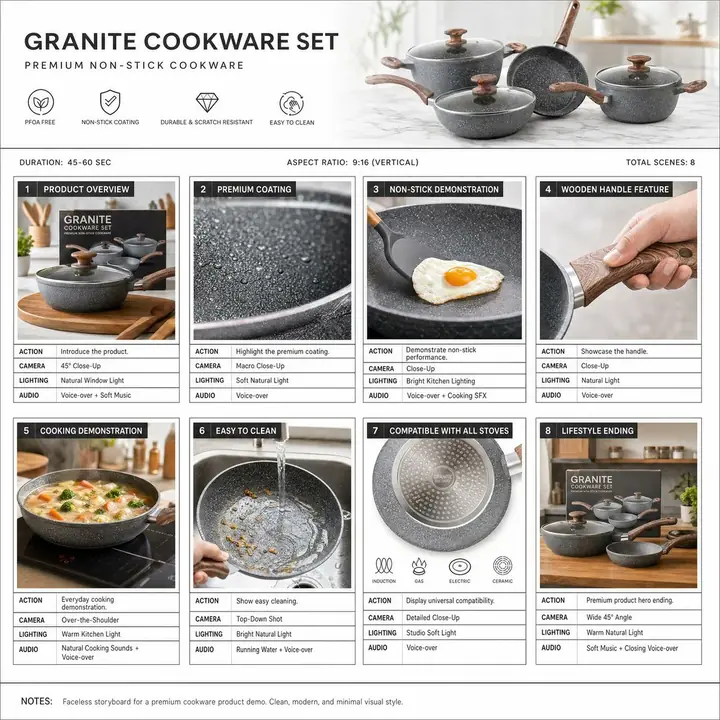 GRANITE COOKWARE SET
PREMIUM NON-STICK COOKWARE
PFOA FREE
NON-STICK COATING
DURABLE & SCRATCH RESISTANT
EASY TO CLEAN
DURATION: 45-60 SEC
ASPECT RATIO: 9:16 (VERTICAL)
TOTAL SCENES: 8
1 PRODUCT OVERVIEW
GRANITE
COOKWARE SET
PREMIUM NON-STICK COOKWARE
ACTION Introduce the product.
CAMERA 45° Close-Up
LIGHTING Natural Window Light
AUDIO Voice-over + Soft Music
2 PREMIUM COATING
ACTION Highlight the premium coating.
CAMERA Macro Close-Up
LIGHTING Soft Natural Light
AUDIO Voice-over
3 NON-STICK DEMONSTRATION
ACTION Demonstrate non-stick
performance.
CAMERA Close-Up
LIGHTING Bright Kitchen Lighting
AUDIO Voice-over + Cooking SFX
4 WOODEN HANDLE FEATURE
ACTION Showcase the handle.
CAMERA Close-Up
LIGHTING Natural Light
AUDIO Voice-over
5 COOKING DEMONSTRATION
ACTION Everyday cooking
demonstration.
CAMERA Over-the-Shoulder
LIGHTING Warm Kitchen Light
AUDIO Natural Cooking Sounds +
Voice-over
6 EASY TO CLEAN
ACTION Show easy cleaning.
CAMERA Top-Down Shot
LIGHTING Bright Natural Light
AUDIO Running Water + Voice-over
7 COMPATIBLE WITH ALL STOVES
INDUCTION
GAS
ELECTRIC
CERAMIC
ACTION Display universal compatibility.
CAMERA Detailed Close-Up
LIGHTING Studio Soft Light
AUDIO Voice-over
8 LIFESTYLE ENDING
GRANITE
COOKWARE SET
ACTION Premium product hero ending.
CAMERA Wide 45° Angle
LIGHTING Warm Natural Light
AUDIO Soft Music + Closing Voice-over
NOTES: Faceless storyboard for a premium cookware product demo. Clean, modern, and minimal visual style.